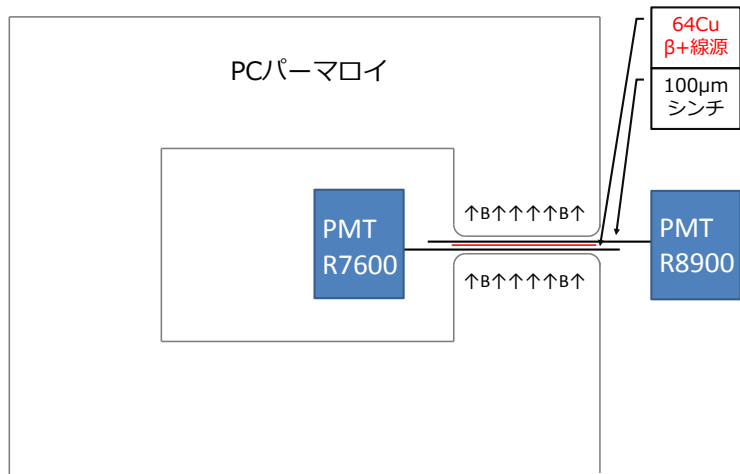 64Cu
β+線源
100μm
シンチ
PCパーマロイ
↑B↑↑↑↑B↑
PMT
R7600
PMT
R8900
↑B↑↑↑↑B↑